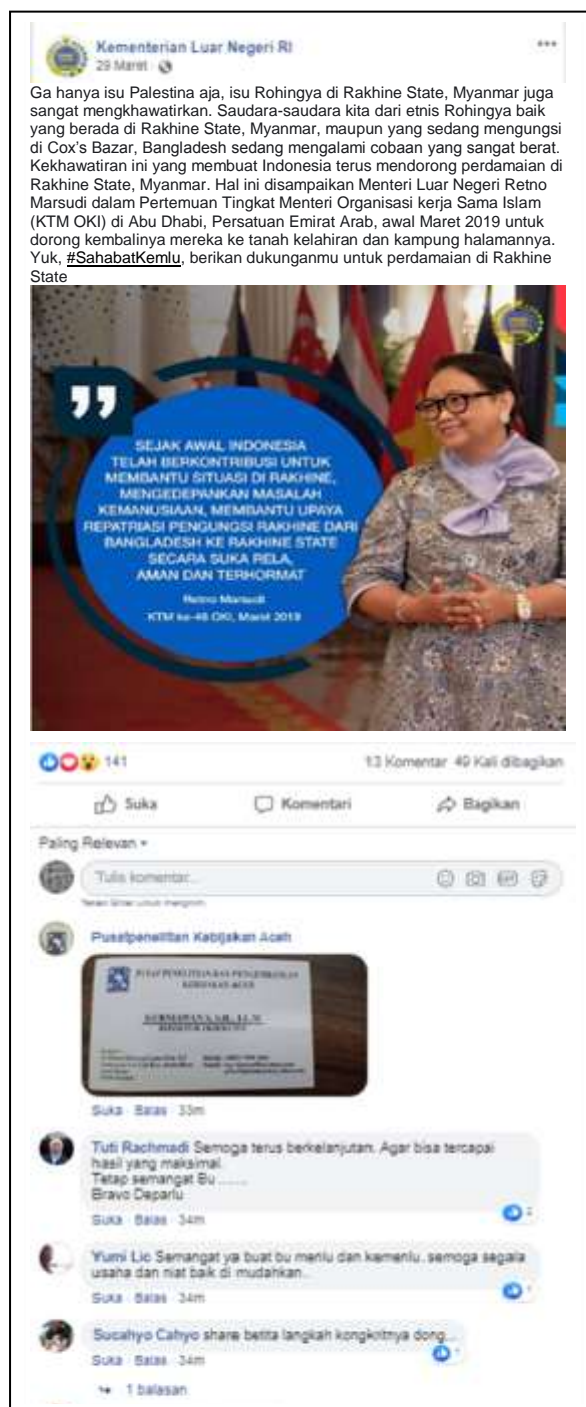 Kementerian Luar Negeri RI
29 Maret
Ga hanya isu Palestina aja, isu Rohingya di Rakhine State, Myanmar juga
sangat mengkhawatirkan. Saudara-saudara kita dari etnis Rohingya baik
yang berada di Rakhine State, Myanmar, maupun yang sedang mengungsi
di Cox's Bazar, Bangladesh sedang mengalami cobaan yang sangat berat.
Kekhawatiran ini yang membuat Indonesia terus mendorong perdamaian di
Rakhine State, Myanmar. Hal ini disampaikan Menteri Luar Negeri Retno
Marsudi dalam Pertemuan Tingkat Menteri Organisasi kerja Sama Islam
(KTM OKI) di Abu Dhabi, Persatuan Emirat Arab, awal Maret 2019 untuk
dorong kembalinya mereka ke tanah kelahiran dan kampung halamannya.
Yuk, #SahabatKemlu, berikan dukunganmu untuk perdamaian di Rakhine
State
SEJAK AWAL INDONESIA
TELAH BERKONTRIBUSI UNTUK
MEMBANTU SITUASI DI RAKHINE,
MENGEDEPANKAN MASALAH
KEMANUSIAAN, MEMBANTU UPAYA
REPATRIASI PENGUNGSI RAKHINE DARI
BANGLADESH KE RAKHINE STATE
SECARA SUKA RELA,
AMAN DAN TERHORMAT
Retno Marsudi
KTM ke-46 OKI, Maret 2019
141
13 Komentar 49 Kali dibagikan
Suka Komentari Bagikan
Paling Relevan
Tulis komentar...
Pusatpenelitian Kebijakan Aceh
PUSAT PENELITIAN DAN PENGEMBANGAN
KEBIJAKAN ACEH
Suka Balas 33m
Tuti Rachmadi Semoga terus berkelanjutan. Agar bisa tercapai
hasil yang maksimal.
Tetap semangat Bu .......
Bravo Deparlu
2
Suka Balas 34m
Yumi Lic Semangat ya buat bu menlu dan kemenlu. semoga segala
usaha dan niat baik di mudahkan..
1
Suka Balas 34m
Sucahyo Cahyo share berita langkah kongkritnya dong...
1
Suka Balas 34m
1 balasan